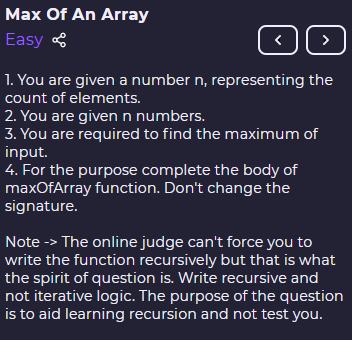 Max Of An Array
Easy
1. You are given a number n, representing the
count of elements.
2. You are given n numbers.
3. You are required to find the maximum of
input.
4. For the purpose complete the body of
maxOfArray function. Don't change the
signature.
Note -> The online judge can't force you to
write the function recursively but that is what
the spirit of question is. Write recursive and
not iterative logic. The purpose of the question
is to aid learning recursion and not test you.